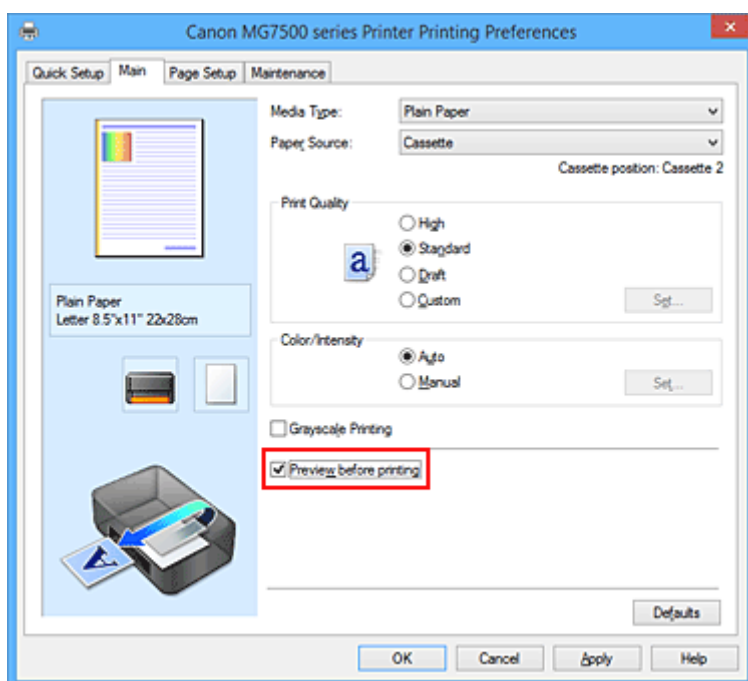 Canon MG7500 series Printer Printing Preferences
Quick Setup Main Page Setup Maintenance
Media Type: Plain Paper
Paper Source: Cassette
Cassette position: Cassette 2
Print Quality
High
Standard
Draft
Custom Set...
a
Plain Paper
Letter 8.5"x11" 22x28cm
Color/Intensity
Auto
Manual Set...
Grayscale Printing
Preview before printing
A
Defaults
OK Cancel Apply Help